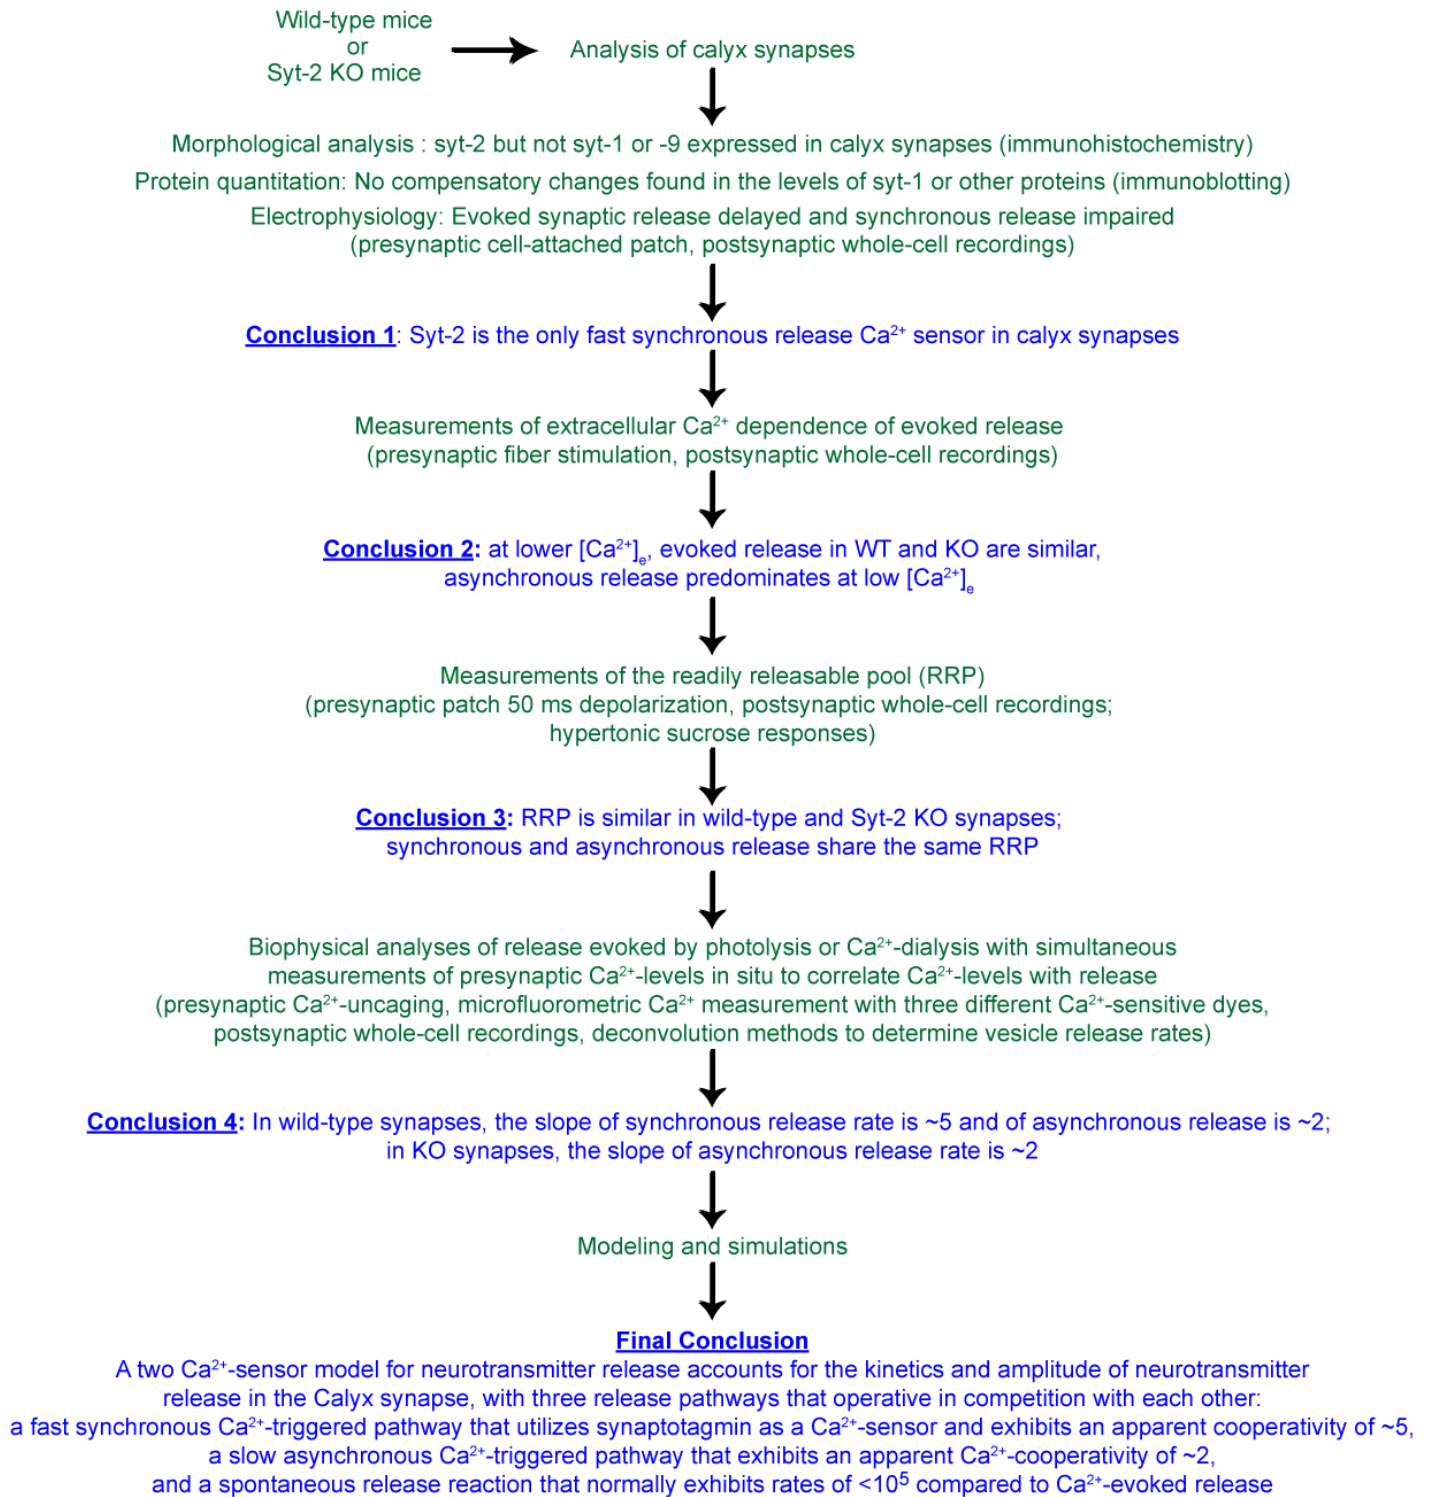 Wild-type mice
or
Syt-2 KO mice
Analysis of calyx synapses
Morphological analysis : syt-2 but not syt-1 or -9 expressed in calyx synapses (immunohistochemistry)
Protein quantitation: No compensatory changes found in the levels of syt-1 or other proteins (immunoblotting)
Electrophysiology: Evoked synaptic release delayed and synchronous release impaired
(presynaptic cell-attached patch, postsynaptic whole-cell recordings)
Conclusion 1: Syt-2 is the only fast synchronous release Ca²⁺ sensor in calyx synapses
Measurements of extracellular Ca²⁺ dependence of evoked release
(presynaptic fiber stimulation, postsynaptic whole-cell recordings)
Conclusion 2: at lower [Ca²⁺]ₑ, evoked release in WT and KO are similar,
asynchronous release predominates at low [Ca²⁺]ₑ
Measurements of the readily releasable pool (RRP)
(presynaptic patch 50 ms depolarization, postsynaptic whole-cell recordings;
hypertonic sucrose responses)
Conclusion 3: RRP is similar in wild-type and Syt-2 KO synapses;
synchronous and asynchronous release share the same RRP
Biophysical analyses of release evoked by photolysis or Ca²⁺-dialysis with simultaneous
measurements of presynaptic Ca²⁺-levels in situ to correlate Ca²⁺-levels with release
(presynaptic Ca²⁺-uncaging, microfluorometric Ca²⁺ measurement with three different Ca²⁺-sensitive dyes,
postsynaptic whole-cell recordings, deconvolution methods to determine vesicle release rates)
Conclusion 4: In wild-type synapses, the slope of synchronous release rate is ~5 and of asynchronous release is ~2;
in KO synapses, the slope of asynchronous release rate is ~2
Modeling and simulations
Final Conclusion
A two Ca²⁺-sensor model for neurotransmitter release accounts for the kinetics and amplitude of neurotransmitter
release in the Calyx synapse, with three release pathways that operative in competition with each other:
a fast synchronous Ca²⁺-triggered pathway that utilizes synaptotagmin as a Ca²⁺-sensor and exhibits an apparent cooperativity of ~5,
a slow asynchronous Ca²⁺-triggered pathway that exhibits an apparent Ca²⁺-cooperativity of ~2,
and a spontaneous release reaction that normally exhibits rates of <10⁵ compared to Ca²⁺-evoked release